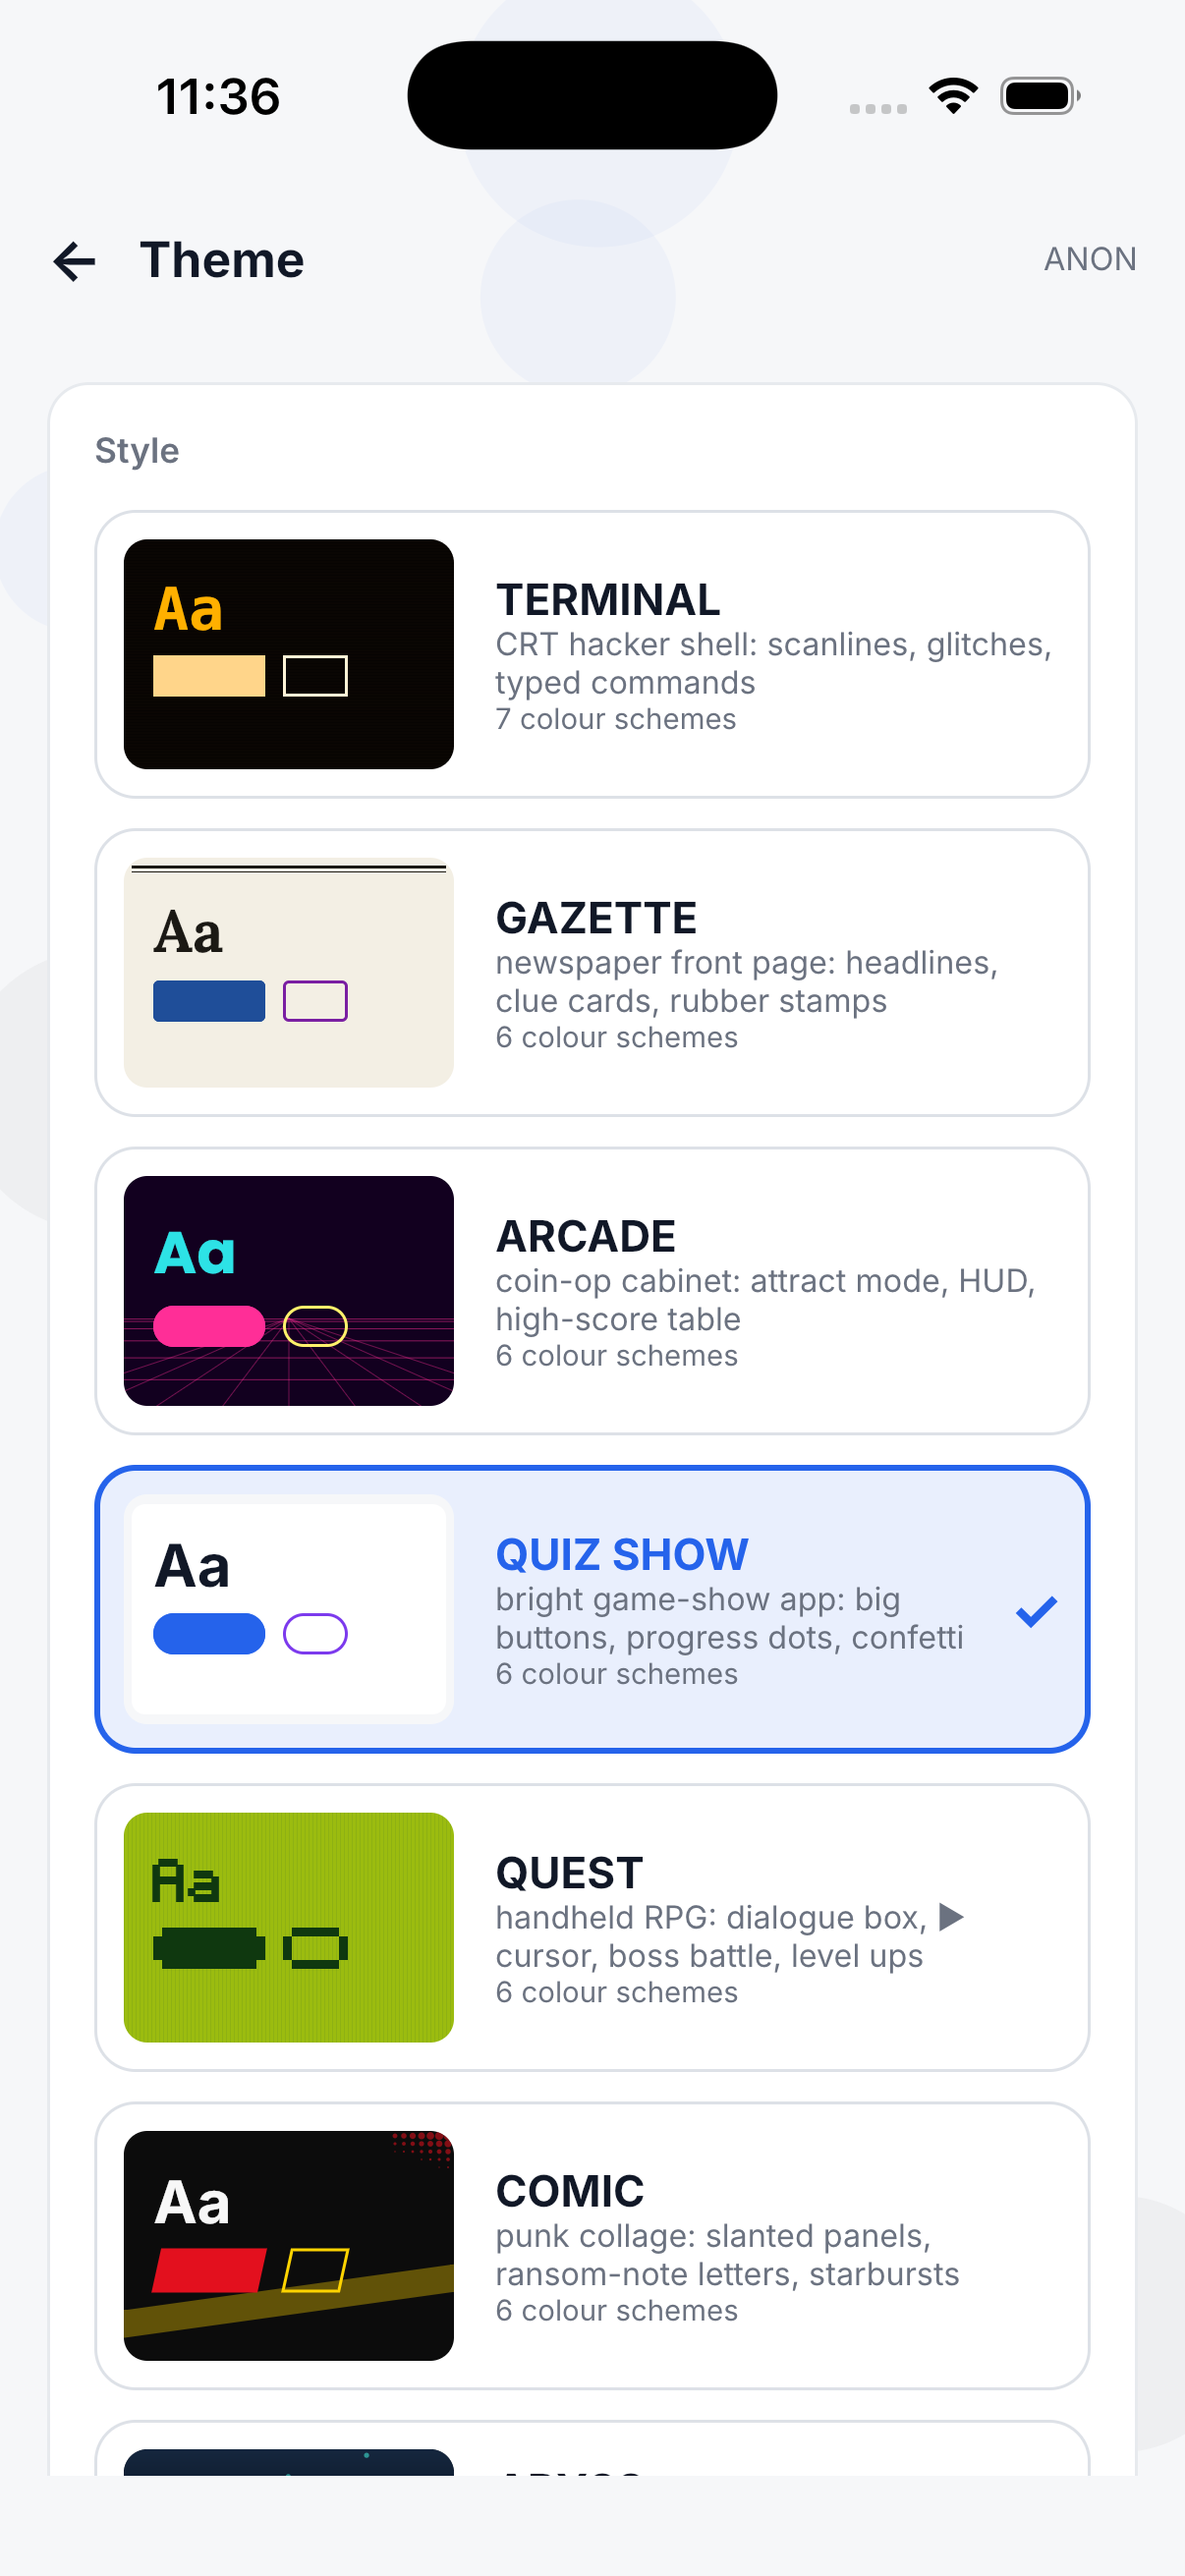 11:36
Theme
ANON
Style
Aa
TERMINAL
CRT hacker shell: scanlines, glitches,
typed commands
7 colour schemes
Aa
GAZETTE
newspaper front page: headlines,
clue cards, rubber stamps
6 colour schemes
Aa
ARCADE
coin-op cabinet: attract mode, HUD,
high-score table
6 colour schemes
Aa
QUIZ SHOW
bright game-show app: big
buttons, progress dots, confetti
6 colour schemes
Aa
QUEST
handheld RPG: dialogue box, ▶
cursor, boss battle, level ups
6 colour schemes
Aa
COMIC
punk collage: slanted panels,
ransom-note letters, starbursts
6 colour schemes